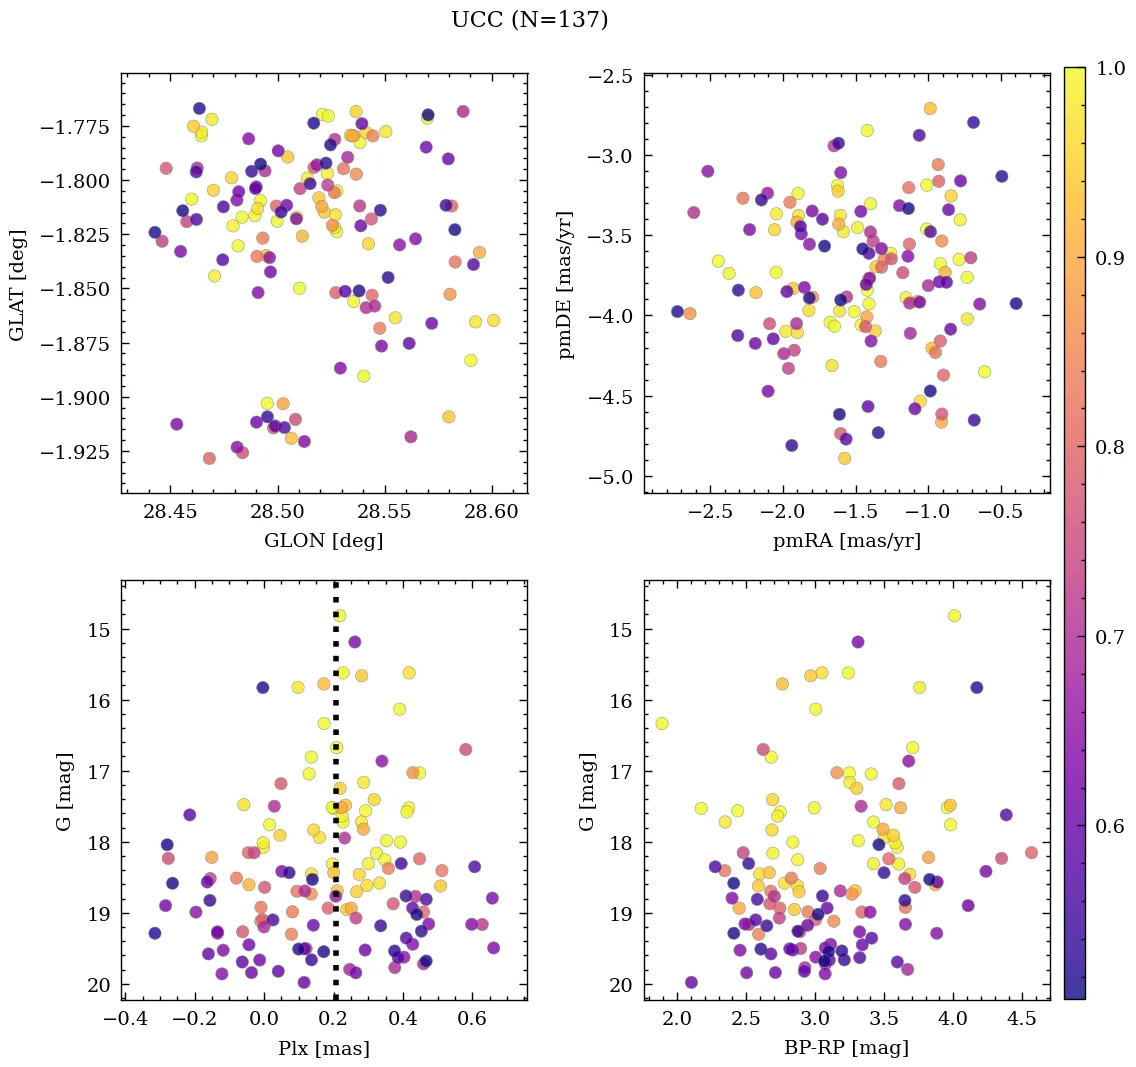 UCC (N=137)
−1.775
−1.800
−1.825
−1.850
−1.875
−1.900
−1.925
GLAT [deg]
28.45 28.50 28.55 28.60
GLON [deg]
−2.5
−3.0
−3.5
−4.0
−4.5
−5.0
pmDE [mas/yr]
−2.5 −2.0 −1.5 −1.0 −0.5
pmRA [mas/yr]
1.0
0.9
0.8
0.7
0.6
15
16
17
18
19
20
G [mag]
−0.4 −0.2 0.0 0.2 0.4 0.6
Plx [mas]
15
16
17
18
19
20
G [mag]
2.0 2.5 3.0 3.5 4.0 4.5
BP-RP [mag]